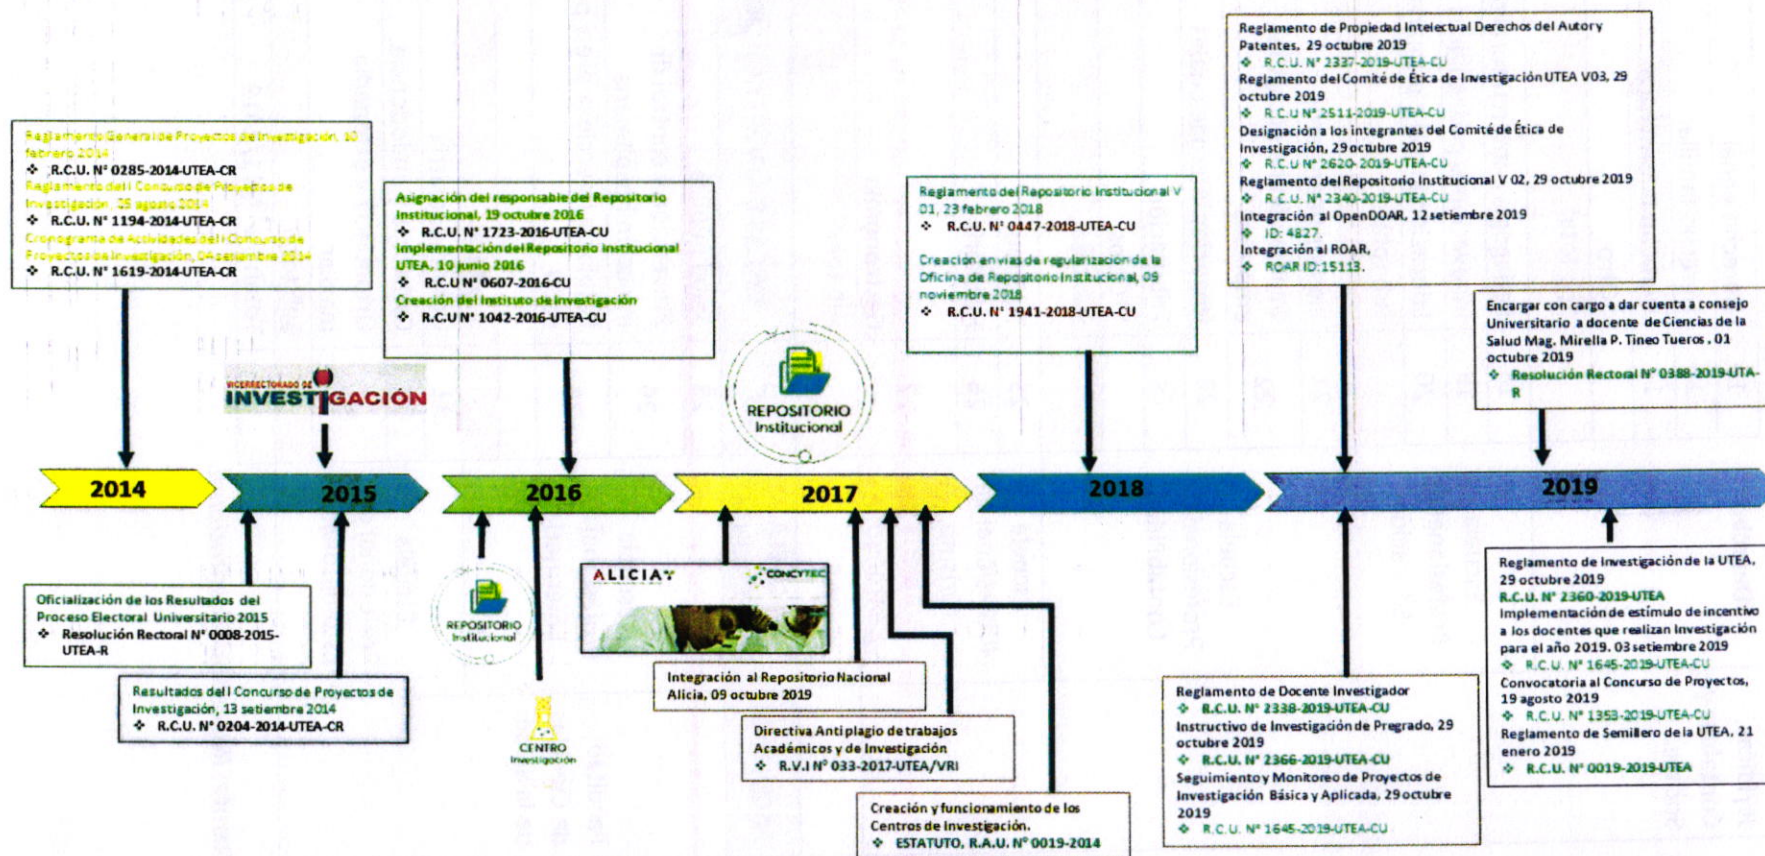 Reglamento General de Proyectos de Investigación, 10
febrero 2014
❖ R.C.U. N° 0285-2014-UTEA-CR
Reglamento del I Concurso de Proyectos de
Investigación, 25 agosto 2014
❖ R.C.U. N° 1194-2014-UTEA-CR
Cronograma de Actividades del I Concurso de
Proyectos de Investigación, 04 setiembre 2014
❖ R.C.U. N° 1619-2014-UTEA-CR
VICERRECTORADO DE
INVESTIGACIÓN
Asignación del responsable del Repositorio
Institucional, 19 octubre 2016
❖ R.C.U. N° 1723-2016-UTEA-CU
Implementación del Repositorio Institucional
UTEA, 10 junio 2016
❖ R.C.U N° 0607-2016-CU
Creación del Instituto de Investigación
❖ R.C.U N° 1042-2016-UTEA-CU
REPOSITORIO
Institucional
Reglamento del Repositorio Institucional V
01, 23 febrero 2018
❖ R.C.U. N° 0447-2018-UTEA-CU
Creación en vías de regularización de la
Oficina de Repositorio Institucional, 09
noviembre 2018
❖ R.C.U. N° 1941-2018-UTEA-CU
Reglamento de Propiedad Intelectual Derechos del Autor y
Patentes, 29 octubre 2019
❖ R.C.U. N° 2337-2019-UTEA-CU
Reglamento del Comité de Ética de Investigación UTEA V03, 29
octubre 2019
❖ R.C.U N° 2511-2019-UTEA-CU
Designación a los integrantes del Comité de Ética de
Investigación, 29 octubre 2019
❖ R.C.U N° 2620-2019-UTEA-CU
Reglamento del Repositorio Institucional V 02, 29 octubre 2019
❖ R.C.U. N° 2340-2019-UTEA-CU
Integración al OpenDOAR, 12 setiembre 2019
❖ ID: 4827.
Integración al ROAR,
❖ ROAR ID:15113.
Encargar con cargo a dar cuenta a consejo
Universitario a docente de Ciencias de la
Salud Mag. Mirella P. Tineo Tueros , 01
octubre 2019
❖ Resolución Rectoral N° 0388-2019-UTA-
R
2014
2015
2016
2017
2018
2019
Oficialización de los Resultados del
Proceso Electoral Universitario 2015
❖ Resolución Rectoral N° 0008-2015-
UTEA-R
Resultados del I Concurso de Proyectos de
Investigación, 13 setiembre 2014
❖ R.C.U. N° 0204-2014-UTEA-CR
REPOSITORIO
Institucional
CENTRO
Investigación
ALICIA
CONCYTEC
Integración al Repositorio Nacional
Alicia, 09 octubre 2019
Directiva Anti plagio de trabajos
Académicos y de Investigación
❖ R.V.I N° 033-2017-UTEA/VRI
Creación y funcionamiento de los
Centros de Investigación.
❖ ESTATUTO, R.A.U. N° 0019-2014
Reglamento de Docente Investigador
❖ R.C.U. N° 2338-2019-UTEA-CU
Instructivo de Investigación de Pregrado, 29
octubre 2019
❖ R.C.U. N° 2366-2019-UTEA-CU
Seguimiento y Monitoreo de Proyectos de
Investigación Básica y Aplicada, 29 octubre
2019
❖ R.C.U. N° 1645-2019-UTEA-CU
Reglamento de Investigación de la UTEA,
29 octubre 2019
R.C.U. N° 2360-2019-UTEA
Implementación de estímulo de incentivo
a los docentes que realizan Investigación
para el año 2019. 03 setiembre 2019
❖ R.C.U. N° 1645-2019-UTEA-CU
Convocatoria al Concurso de Proyectos,
19 agosto 2019
❖ R.C.U. N° 1353-2019-UTEA-CU
Reglamento de Semillero de la UTEA, 21
enero 2019
❖ R.C.U. N° 0019-2019-UTEA